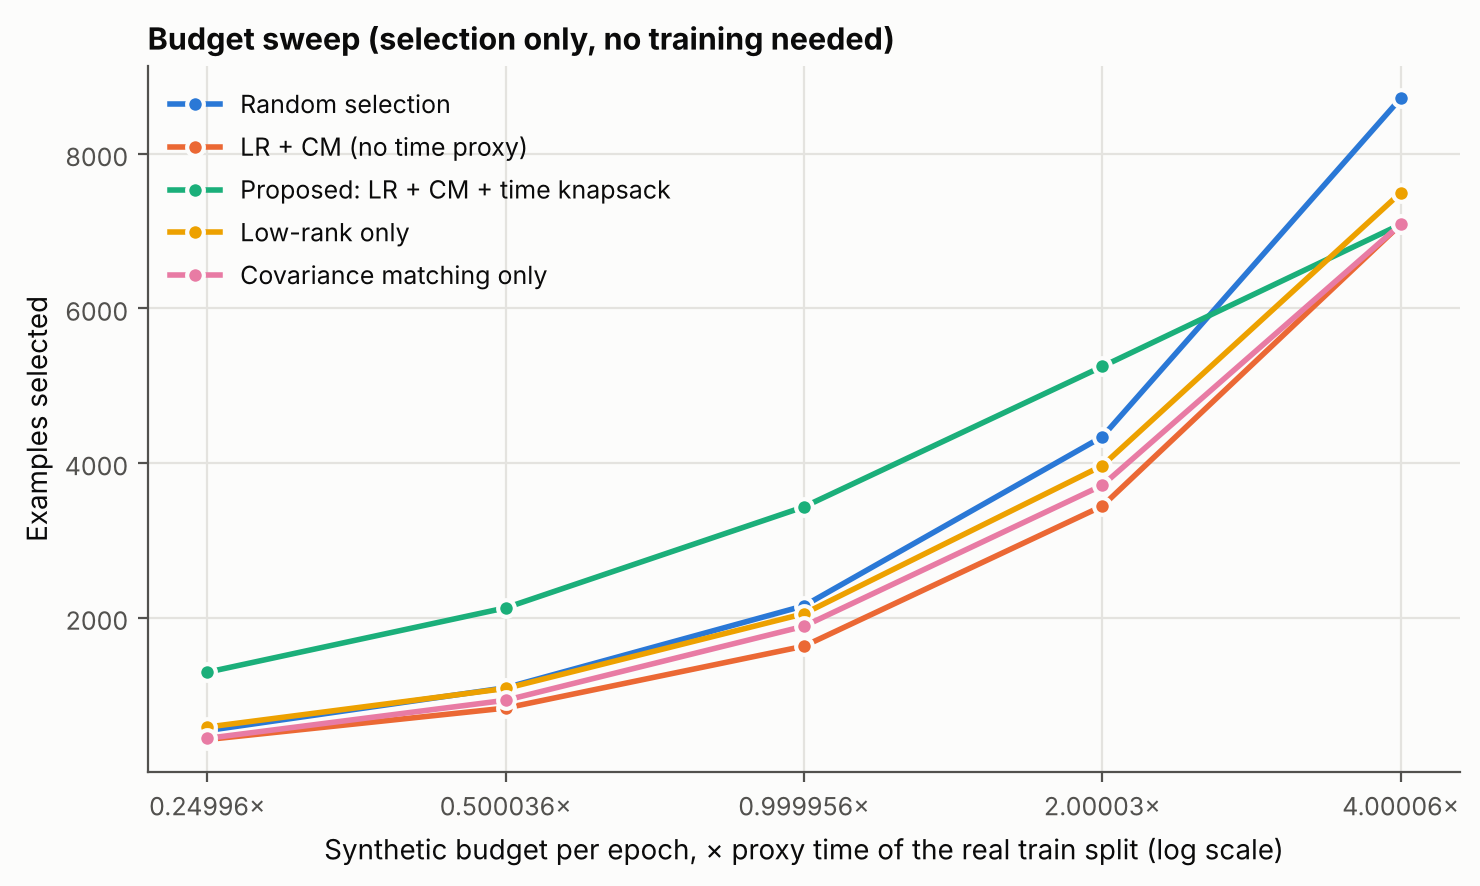 Budget sweep (selection only, no training needed)
Random selection
LR + CM (no time proxy)
Proposed: LR + CM + time knapsack
Low-rank only
Covariance matching only
Examples selected
8000
6000
4000
2000
0.24996×
0.500036×
0.999956×
2.00003×
4.00006×
Synthetic budget per epoch, × proxy time of the real train split (log scale)